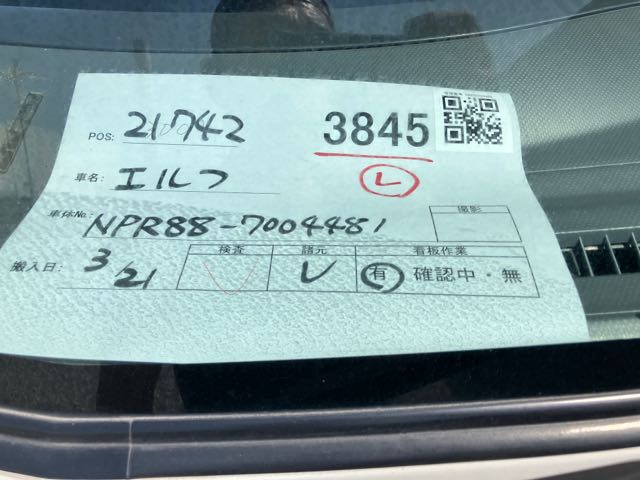 POS: 21742 3845
車名: エルフ L
車体No. NPR88-7004481 撮影
搬入日: 3/21 検査 諸元 看板作業
レ レ 有 確認中・無